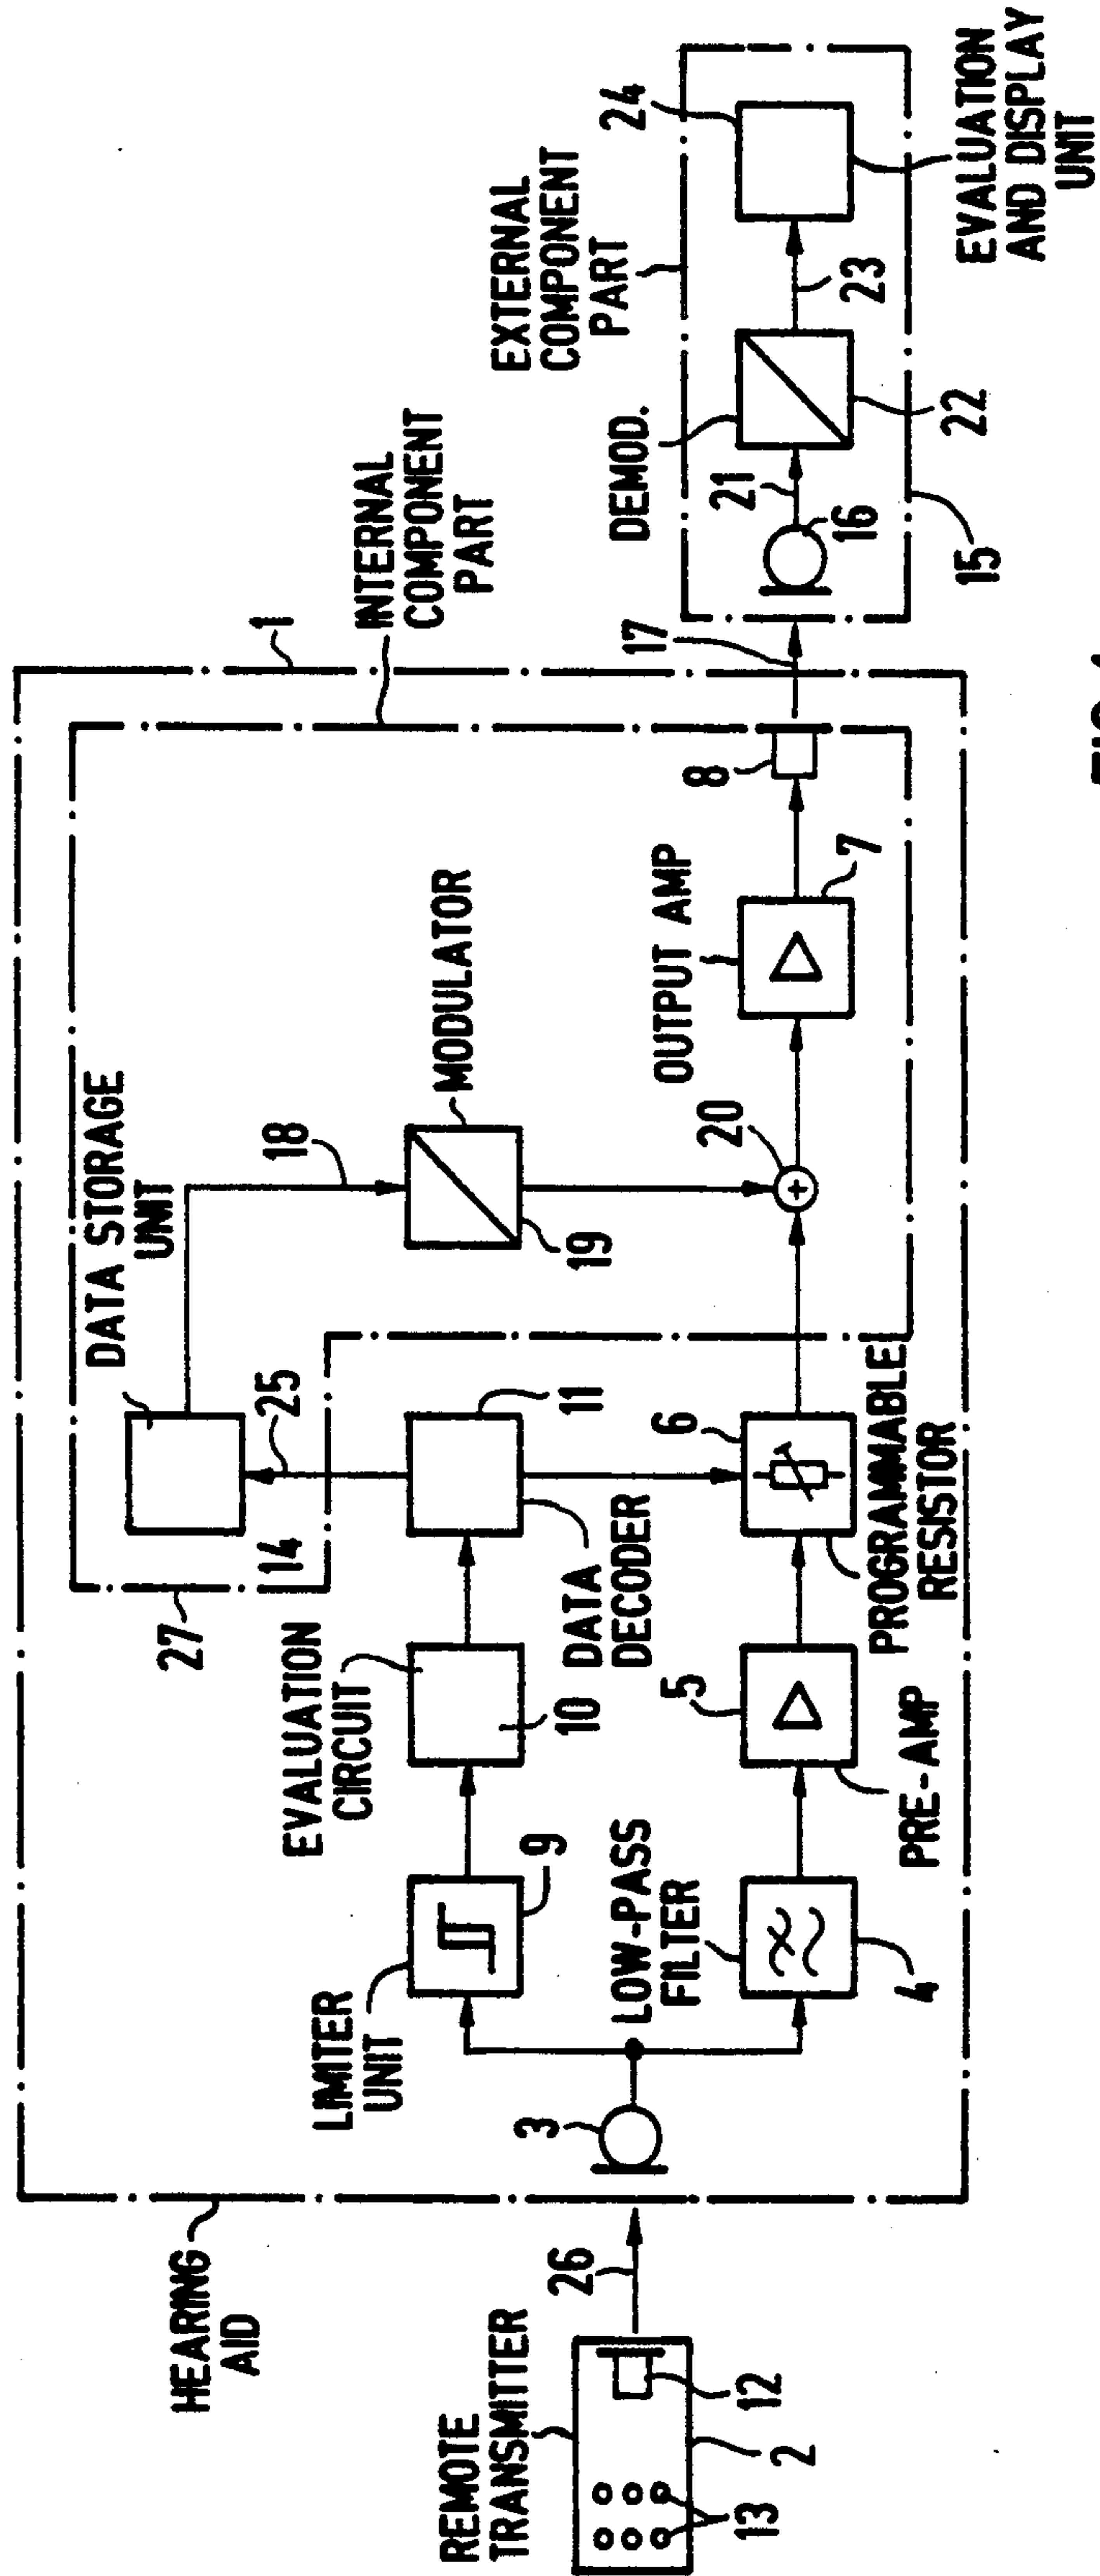 HEARING
AID
1
INTERNAL
COMPONENT
PART
EXTERNAL
COMPONENT
PART
REMOTE
TRANSMITTER
26
12
2
13
3
LIMITER
UNIT
9
EVALUATION
CIRCUIT
10
27
14
25
DATA STORAGE
UNIT
DATA
DECODER
11
18
MODULATOR
19
LOW-PASS
FILTER
4
PRE-AMP
5
6
PROGRAMMABLE
RESISTOR
20
OUTPUT AMP
7
8
17
DEMOD.
21
16
22
23
24
15
EVALUATION
AND DISPLAY
UNIT